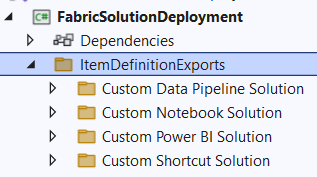 FabricSolutionDeployment
Dependencies
ItemDefinitionExports
Custom Data Pipeline Solution
Custom Notebook Solution
Custom Power BI Solution
Custom Shortcut Solution